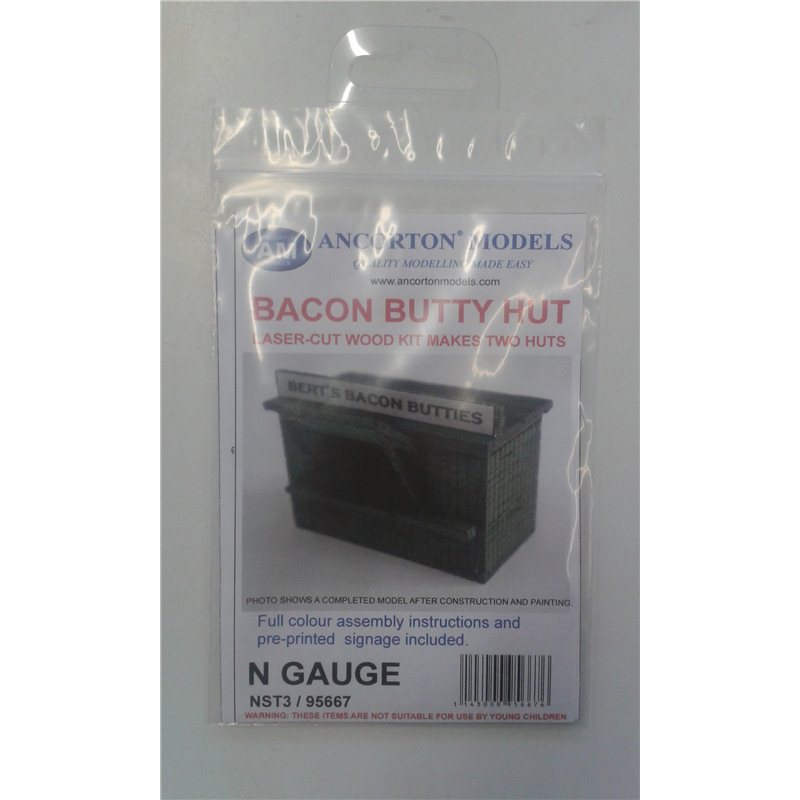 AM
ANCORTON® MODELS
QUALITY MODELLING MADE EASY
www.ancortonmodels.com
BACON BUTTY HUT
LASER-CUT WOOD KIT MAKES TWO HUTS
BERT'S BACON BUTTIES
PHOTO SHOWS A COMPLETED MODEL AFTER CONSTRUCTION AND PAINTING
Full colour assembly instructions and
pre-printed signage included.
N GAUGE
NST3 / 95667
WARNING: THESE ITEMS ARE NOT SUITABLE FOR USE BY YOUNG CHILDREN